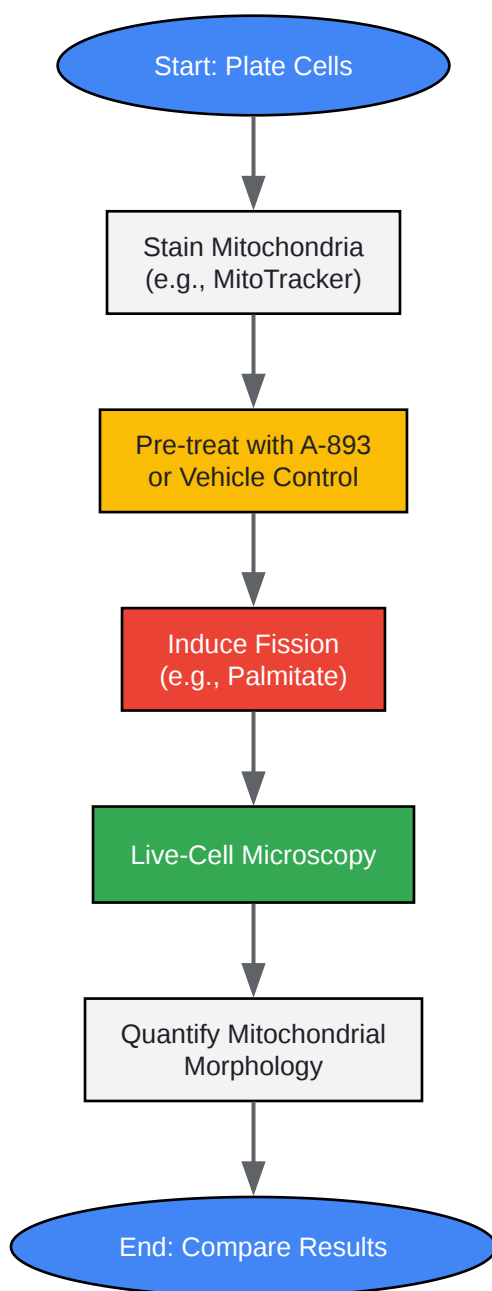 Start: Plate Cells
Stain Mitochondria
(e.g., MitoTracker)
Pre-treat with A-893
or Vehicle Control
Induce Fission
(e.g., Palmitate)
Live-Cell Microscopy
Quantify Mitochondrial
Morphology
End: Compare Results